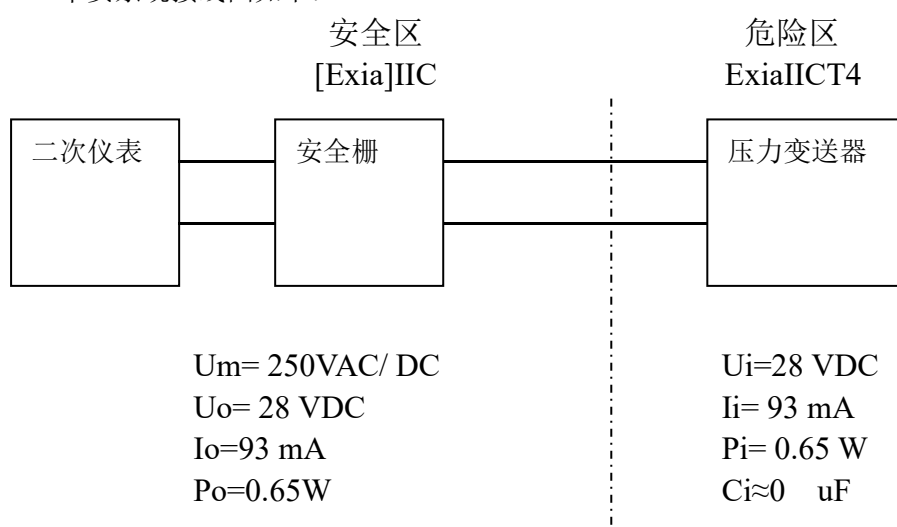 安全区
[Exia]IIC
危险区
ExiaIICT4
二次仪表
安全栅
压力变送器
Um= 250VAC/ DC
Uo= 28 VDC
Io=93 mA
Po=0.65W
Ui=28 VDC
Ii= 93 mA
Pi= 0.65 W
Ci≈0 uF